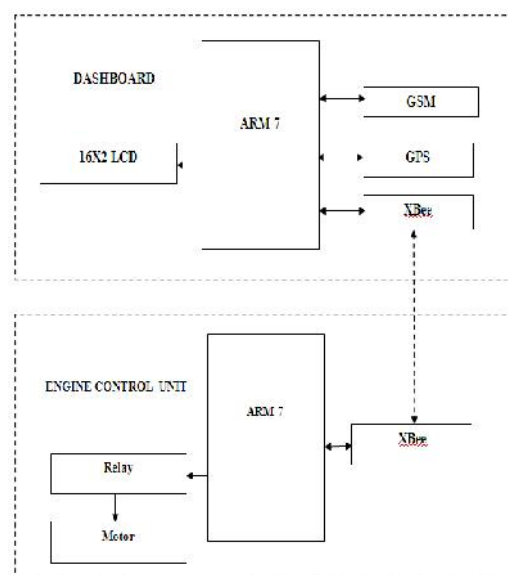 DASHBOARD
ARM 7
GSM
16X2 LCD
GPS
XBee
ENGINE CONTROL UNIT
ARM 7
XBee
Relay
Motor